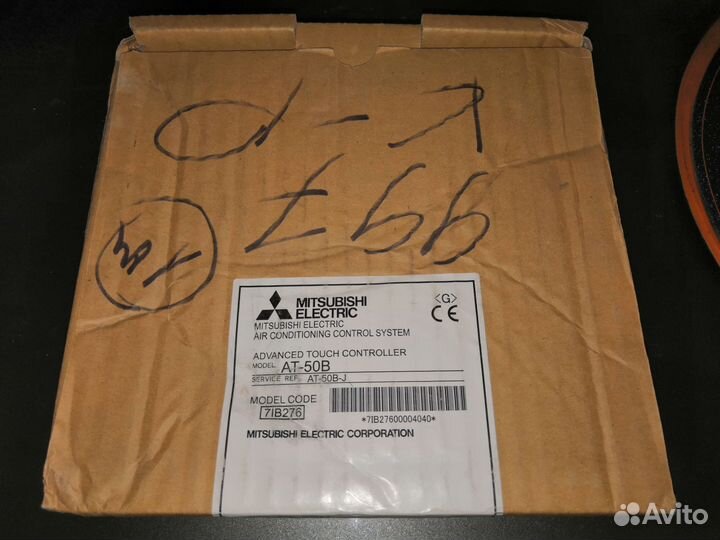 MITSUBISHI
ELECTRIC
<G>
CE
MITSUBISHI ELECTRIC
AIR CONDITIONING CONTROL SYSTEM
ADVANCED TOUCH CONTROLLER
MODEL AT-50B
SERVICE REF. AT-50B-J
MODEL CODE
7IB276
*7IB27600004040*
MITSUBISHI ELECTRIC CORPORATION
Avito